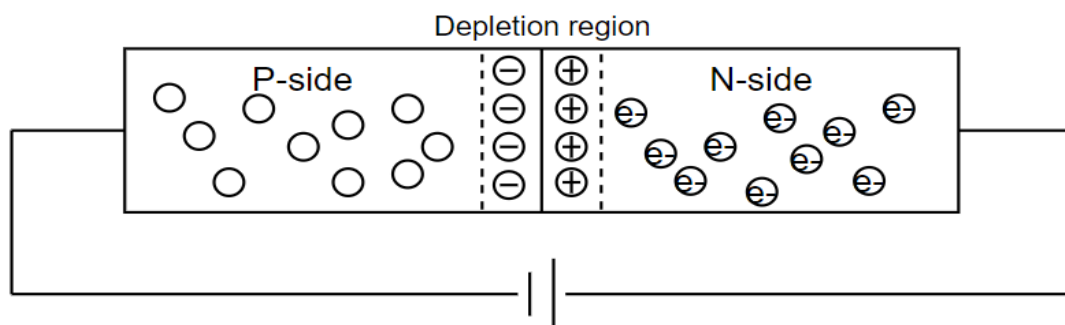 Depletion region
P-side
N-side
− +
− +
− +
− +
e-
e-
e-
e-
e-
e-
e-
e-
e-
e-